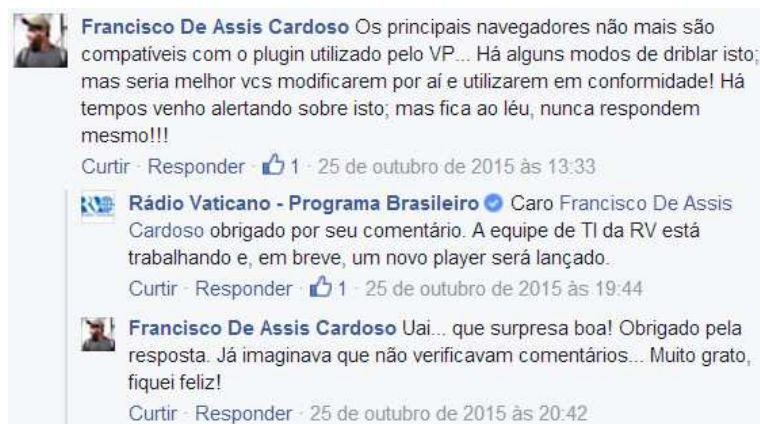 Francisco De Assis Cardoso Os principais navegadores não mais são
compatíveis com o plugin utilizado pelo VP... Há alguns modos de driblar isto;
mas seria melhor vcs modificarem por aí e utilizarem em conformidade! Há
tempos venho alertando sobre isto; mas fica ao léu, nunca respondem
mesmo!!!
Curtir · Responder · 1 · 25 de outubro de 2015 às 13:33
Rádio Vaticano - Programa Brasileiro Caro Francisco De Assis
Cardoso obrigado por seu comentário. A equipe de TI da RV está
trabalhando e, em breve, um novo player será lançado.
Curtir · Responder · 1 · 25 de outubro de 2015 às 19:44
Francisco De Assis Cardoso Uai... que surpresa boa! Obrigado pela
resposta. Já imaginava que não verificavam comentários... Muito grato,
fiquei feliz!
Curtir · Responder · 25 de outubro de 2015 às 20:42